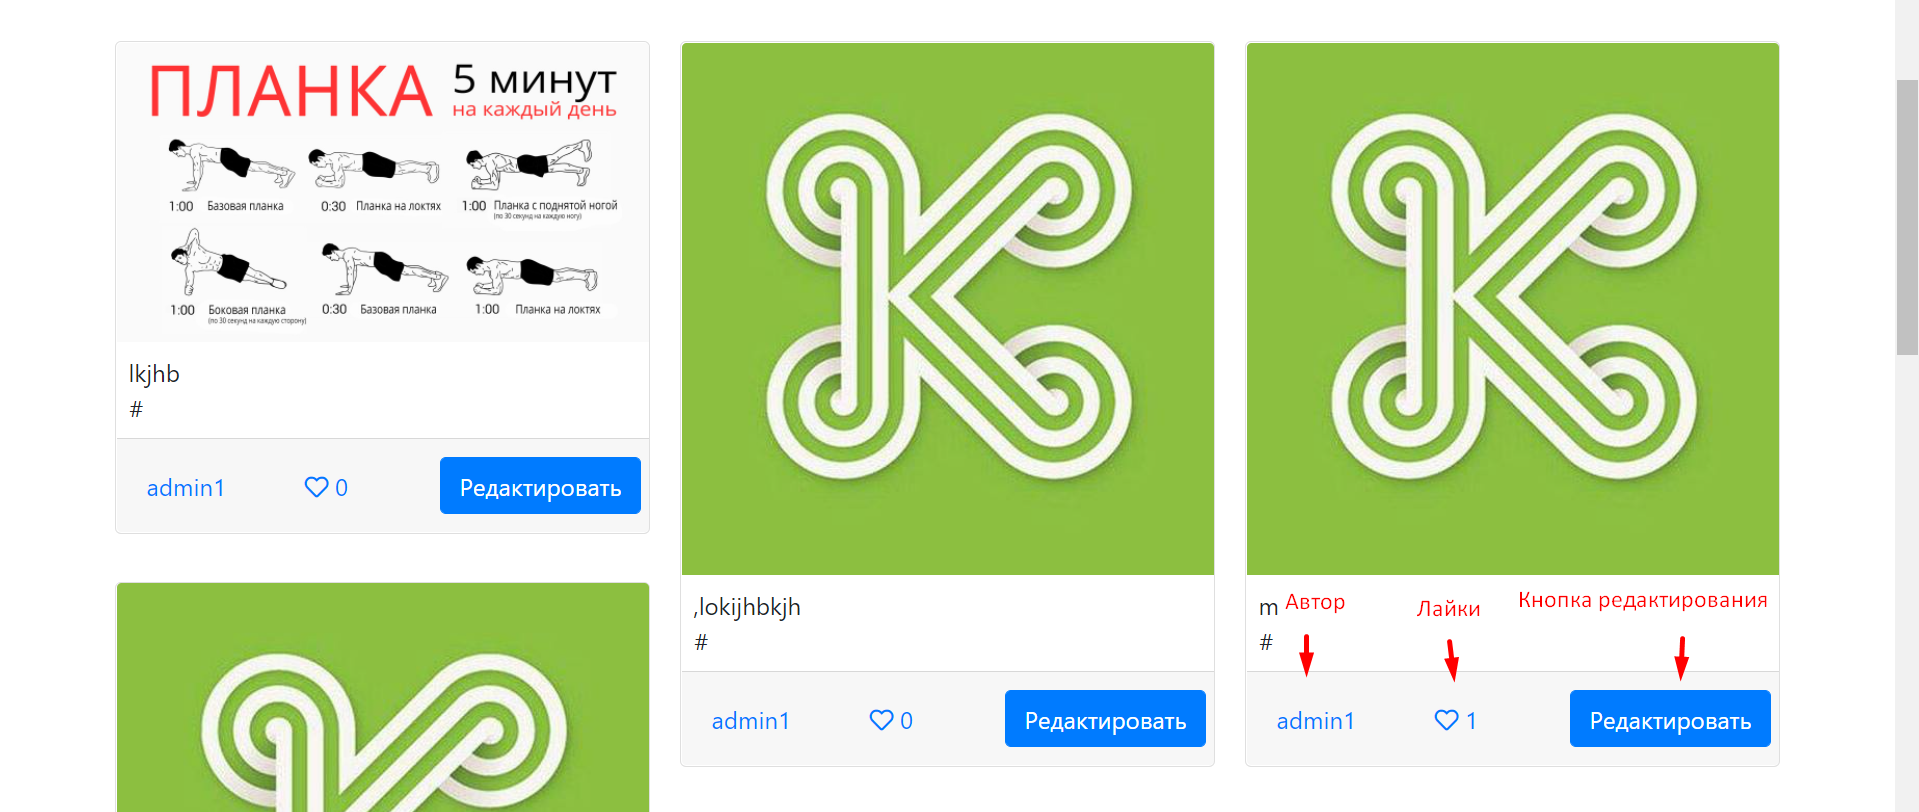 ПЛАНКА
5 минут
на каждый день
1:00 Базовая планка
0:30 Планка на локтях
1:00 Планка с поднятой ногой
(по 30 секунд на каждую ногу)
1:00 Боковая планка
(по 30 секунд на каждую сторону)
0:30 Базовая планка
1:00 Планка на локтях
lkjhb
#
admin1 0 Редактировать
,lokijhbkjh
#
admin1 0 Редактировать
m
#
Автор
Лайки
Кнопка редактирования
admin1 1 Редактировать